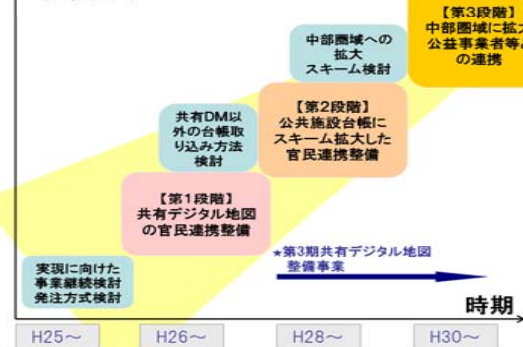 【第3段階】
中部圏域に拡大
公益事業者等
の連携
中部圏域への
拡大
スキーム検討
【第2段階】
公共施設台帳に
スキーム拡大した
官民連携整備
共有DM以
外の台帳取
り込み方法
検討
【第1段階】
共有デジタル地図
の官民連携整備
★第3期共有デジタル地図
整備事業
実現に向けた
事業継続検討
発注方式検討
時期
H25～
H26～
H28～
H30～